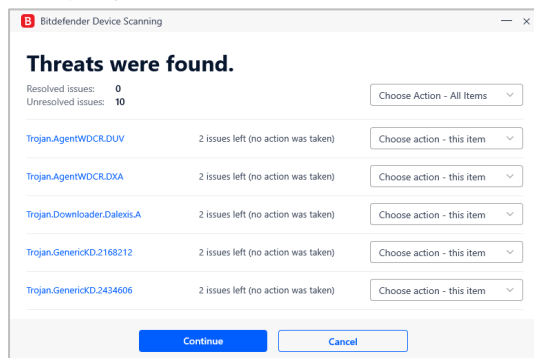 B Bitdefender Device Scanning
Threats were found.
Resolved issues: 0
Unresolved issues: 10
Choose Action - All Items
Trojan.AgentWDCR.DUV 2 issues left (no action was taken) Choose action - this item
Trojan.AgentWDCR.DXA 2 issues left (no action was taken) Choose action - this item
Trojan.Downloader.Dalexis.A 2 issues left (no action was taken) Choose action - this item
Trojan.GenericKD.2168212 2 issues left (no action was taken) Choose action - this item
Trojan.GenericKD.2434606 2 issues left (no action was taken) Choose action - this item
Continue Cancel